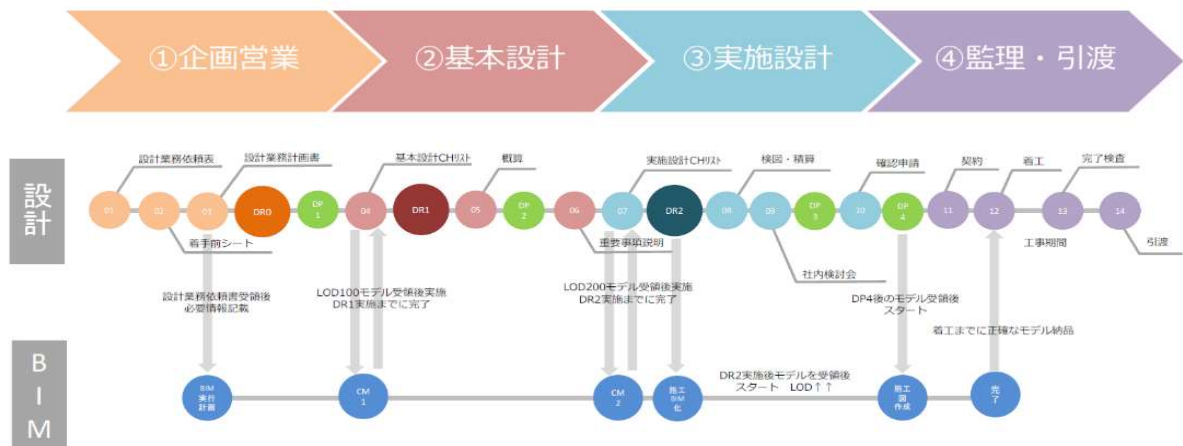 ①企画営業
②基本設計
③実施設計
④監理・引渡
設計
設計業務依頼表
設計業務計画書
基本設計CHリスト
概算
実施設計CHリスト
検図・積算
確認申請
契約
着工
完了検査
01
02
03
DR0
DP
1
04
DR1
05
DP
2
06
07
DR2
08
09
DP
3
10
DP
4
11
12
13
14
着手前シート
重要事項説明
社内検討会
工事期間
引渡
設計業務依頼書受領後
必要情報記載
LOD100モデル受領後実施
DR1実施までに完了
LOD200モデル受領後実施
DR2実施までに完了
DP4後のモデル受領後
スタート
着工までに正確なモデル納品
DR2実施後モデルを受領後
スタート LOD↑↑
BIM
BIM
実行
計画
CM
1
CM
2
施工
BIM
化
施工
図
作成
完
了